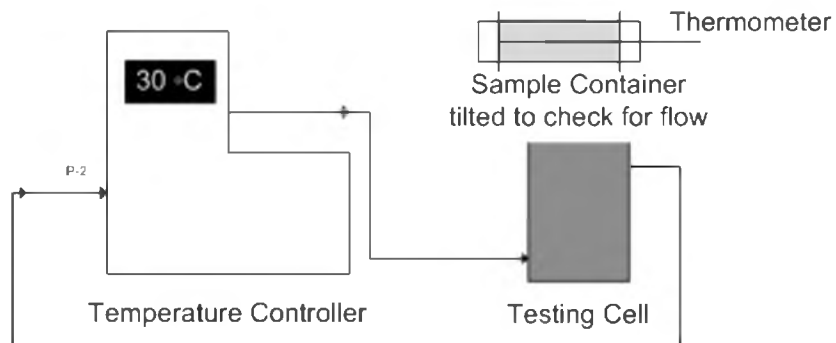 Thermometer
30 °C
Sample Container
tilted to check for flow
P-2
Temperature Controller
Testing Cell